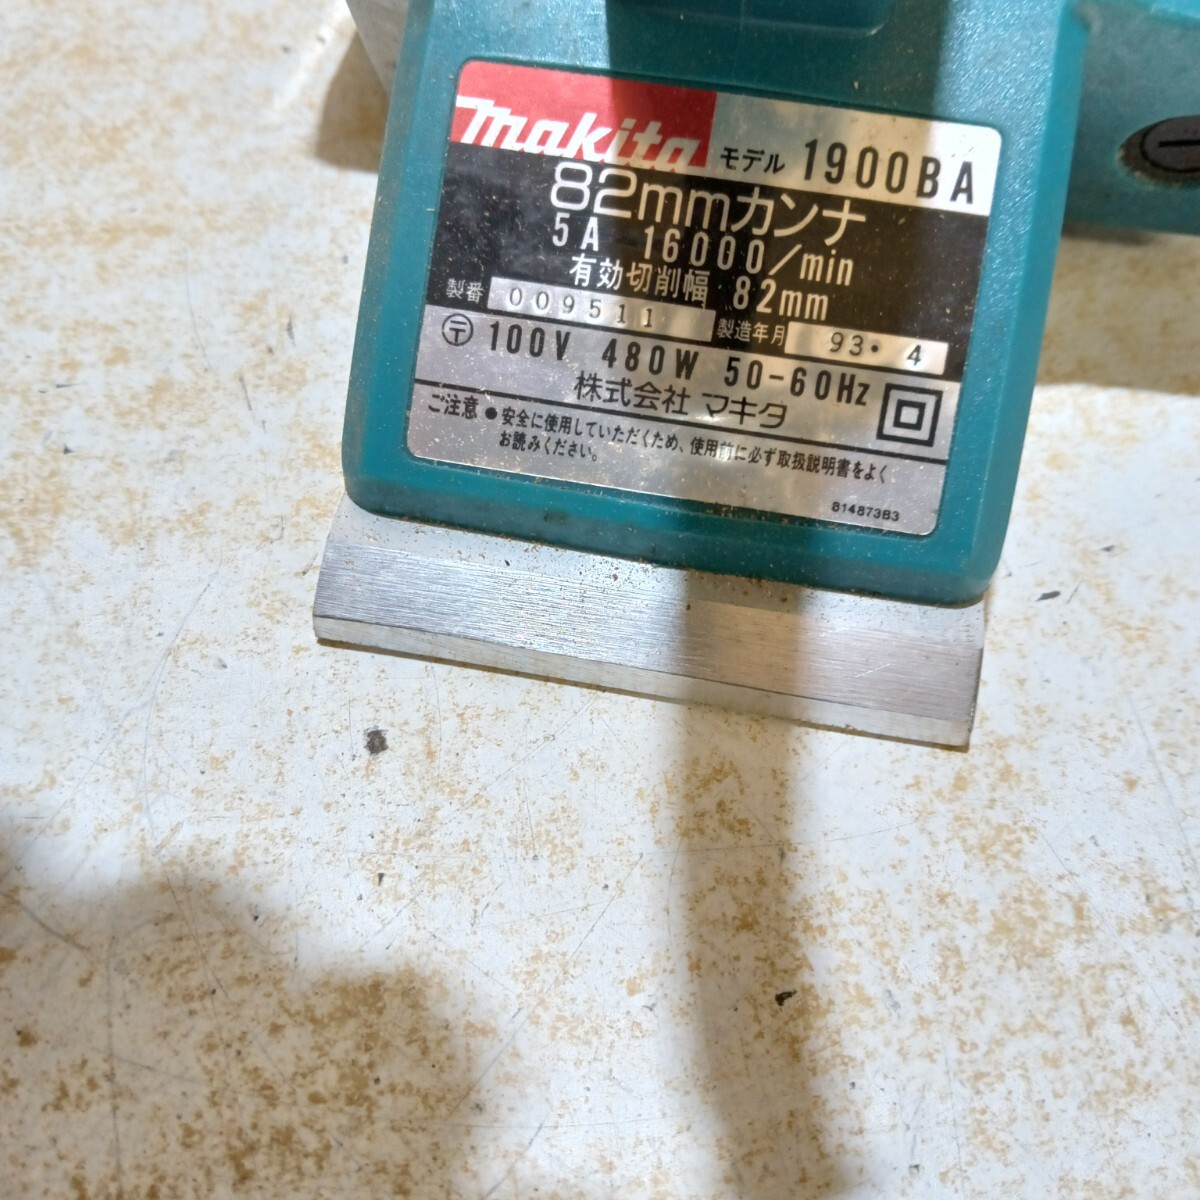 makita モデル 1900BA
82mmカンナ
5A 16000/min
有効切削幅 82mm
製番 009511 製造年月 93・4
〒 100V 480W 50-60Hz
株式会社 マキタ
ご注意 ●安全に使用していただくため、使用前に必ず取扱説明書をよく
お読みください。
814873B3